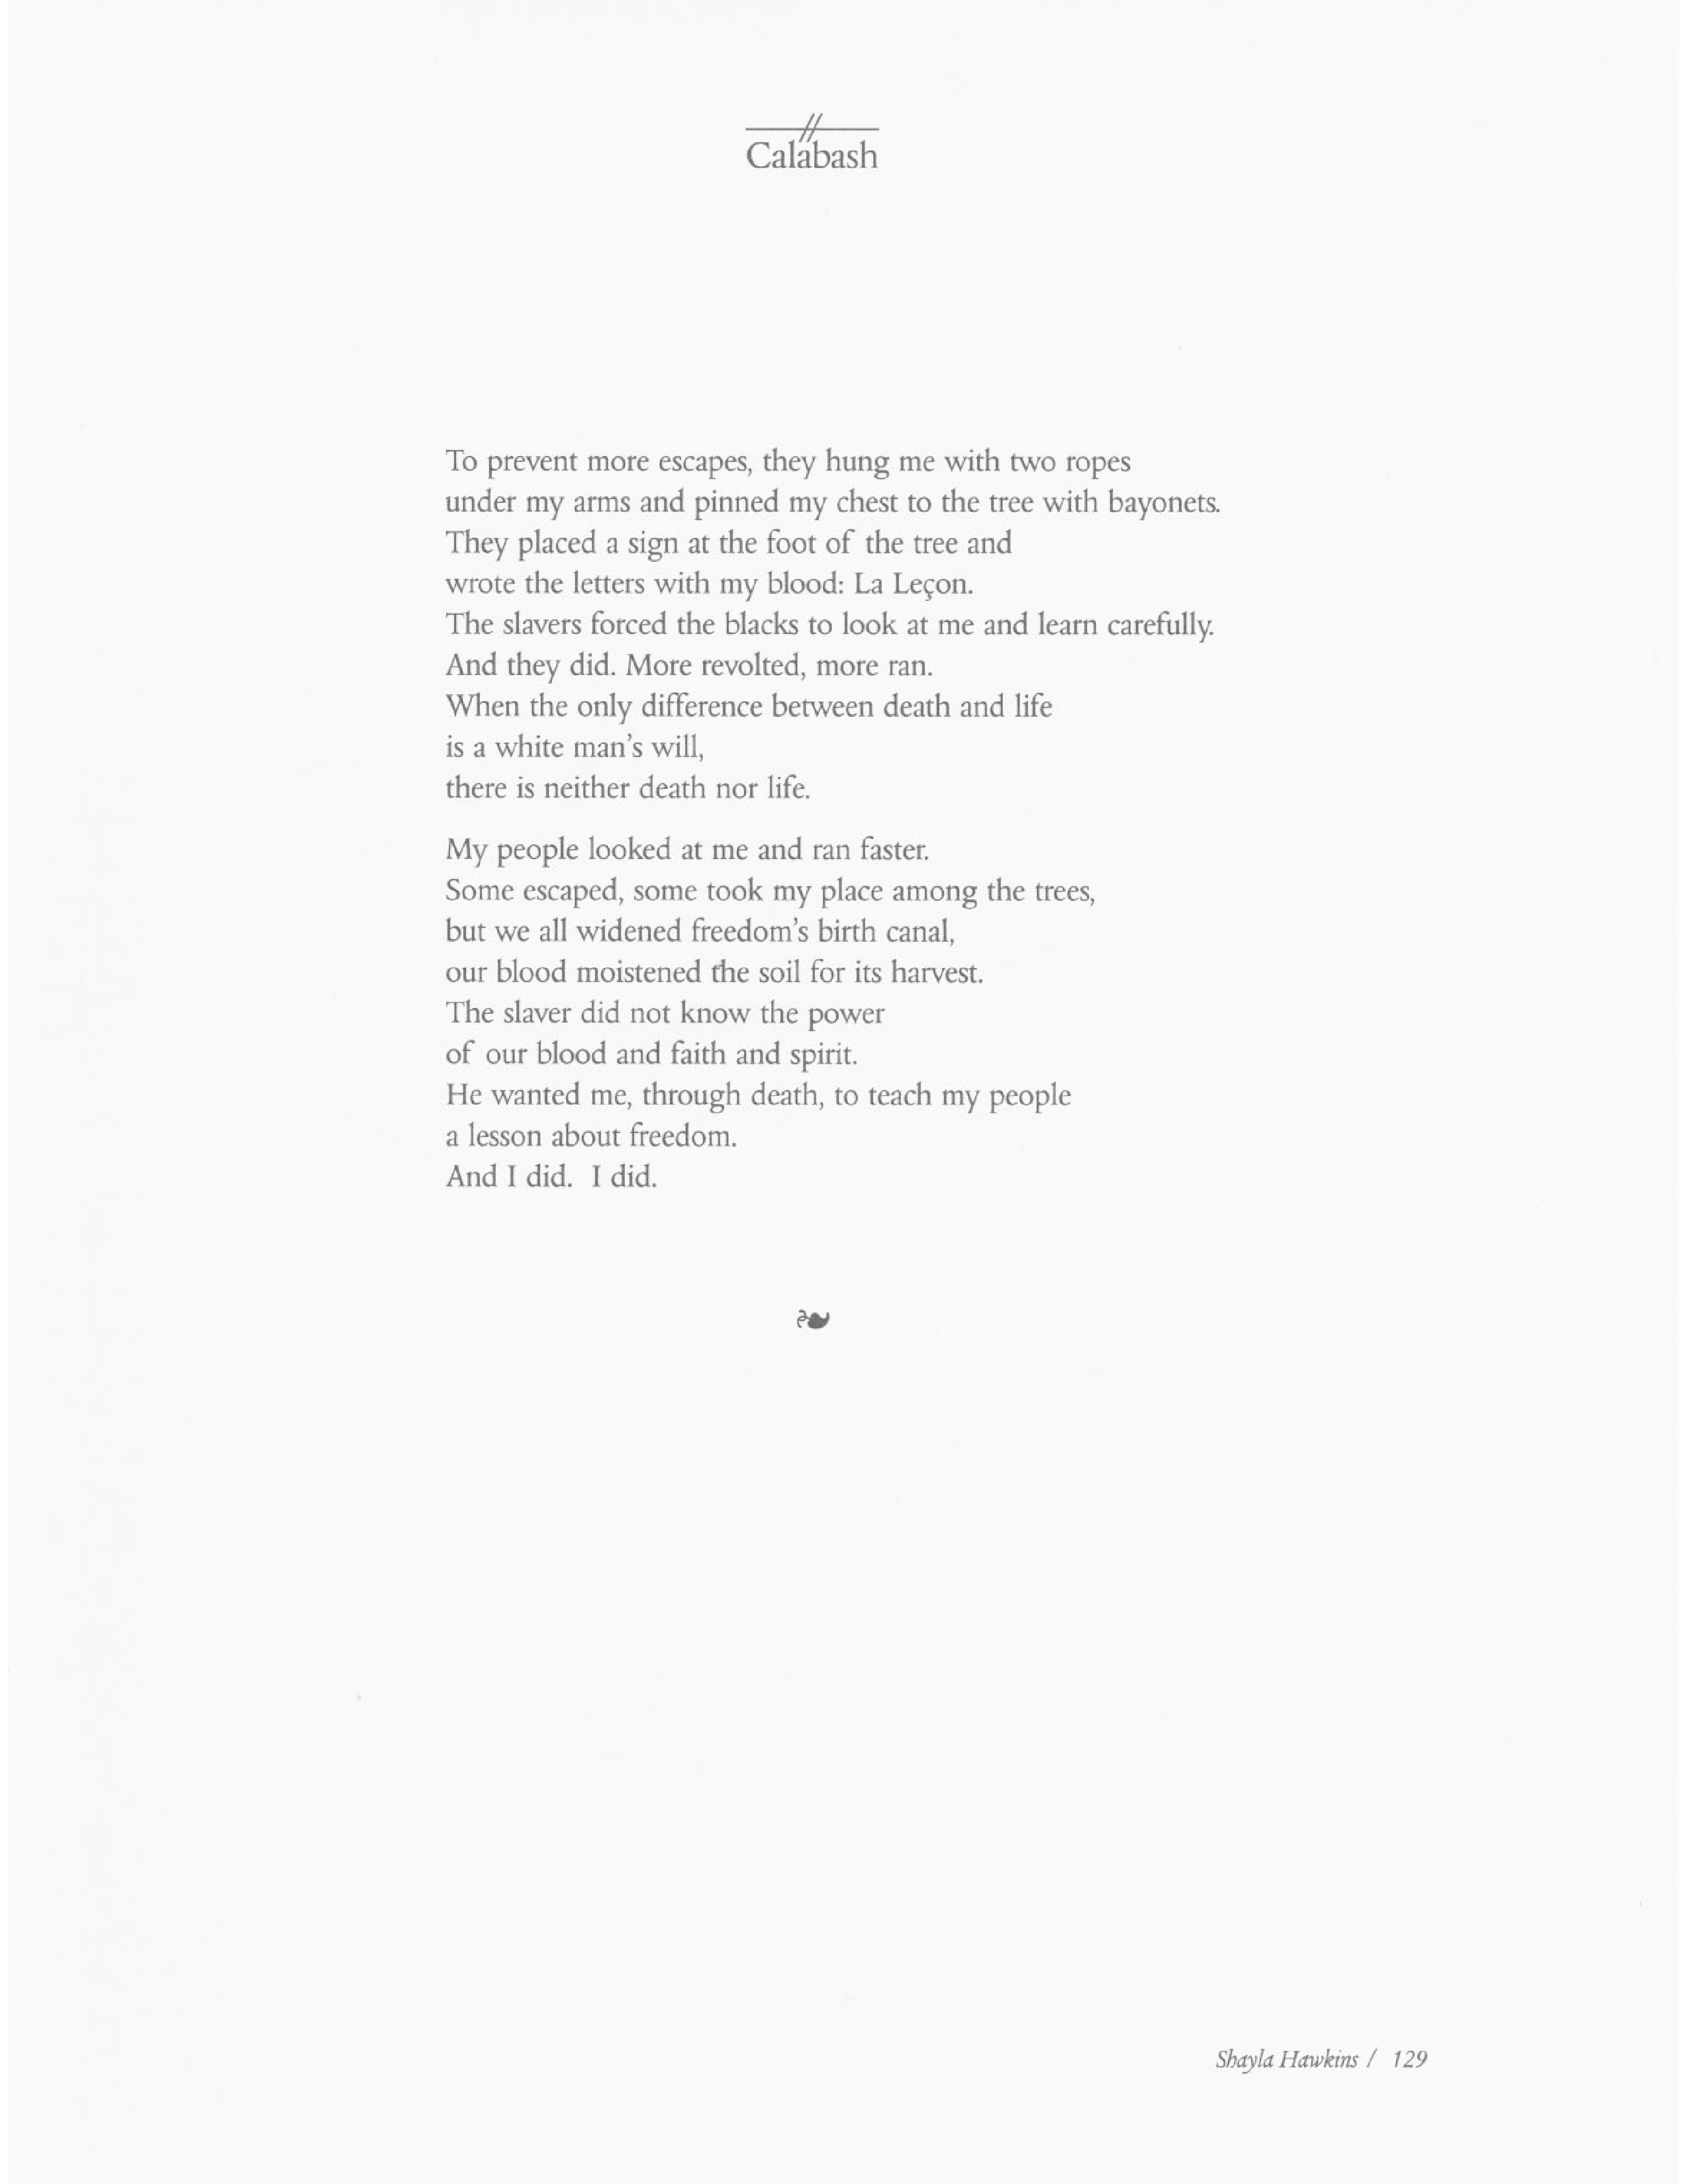 Calabash
To prevent more escapes, they hung me with two ropes
under my arms and pinned my chest to the tree with bayonets.
They placed a sign at the foot of the tree and
wrote the letters with my blood: La Leçon.
The slavers forced the blacks to look at me and learn carefully.
And they did. More revolted, more ran.
When the only difference between death and life
is a white man's will,
there is neither death nor life.
My people looked at me and ran faster.
Some escaped, some took my place among the trees,
but we all widened freedom's birth canal,
our blood moistened the soil for its harvest.
The slaver did not know the power
of our blood and faith and spirit.
He wanted me, through death, to teach my people
a lesson about freedom.
And I did.  I did.
Shayla Hawkins / 129